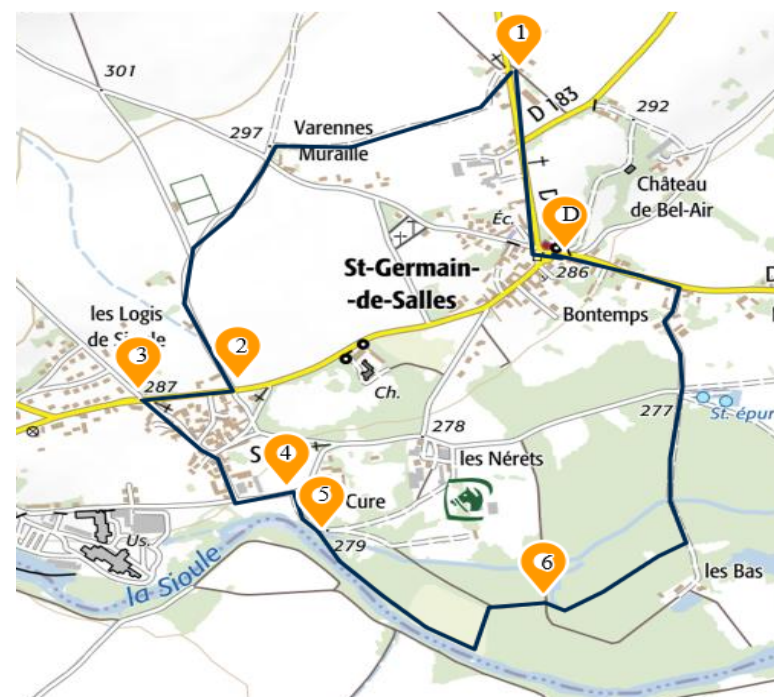 1
301
D 183
292
297
Varennes
Muraille
Château
de Bel-Air
D
Éc.
286
St-Germain-
-de-Salles
Bontemps
les Logis
3
2
287
Ch.
277
St. épur
278
S
4
les Nérets
5
Cure
279
Us.
6
la Sioule
les Bas